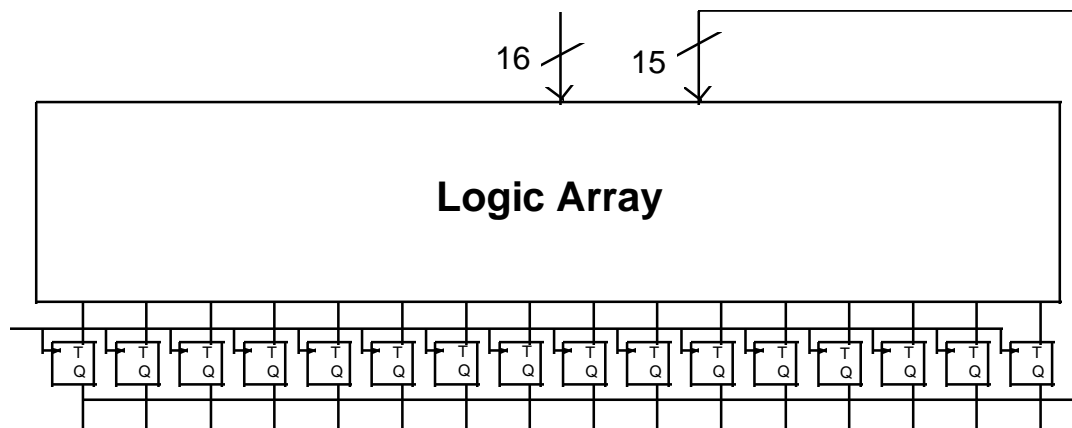 16 15
Logic Array
T T T T T T T T T T T T T T T T
Q Q Q Q Q Q Q Q Q Q Q Q Q Q Q Q